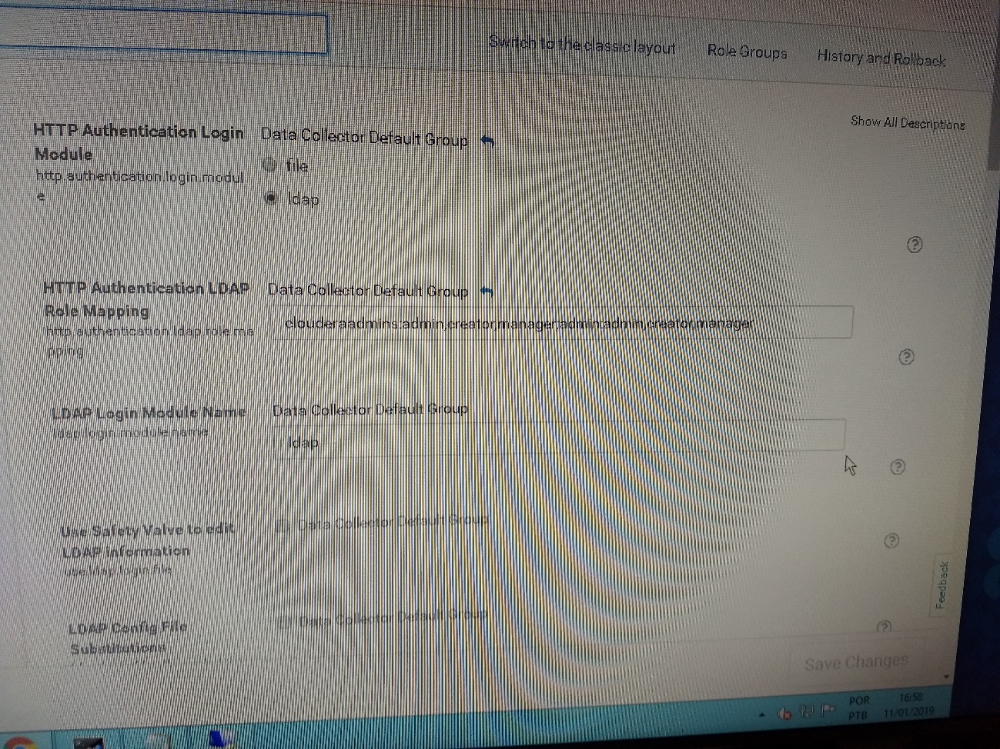 Switch to the classic layout Role Groups History and Rollback
Show All Descriptions
HTTP Authentication Login Data Collector Default Group
Module
http.authentication.login.modul
e
file
ldap
HTTP Authentication LDAP Data Collector Default Group
Role Mapping
http.authentication.ldap.role.ma
pping
clouderaadmins:admin,creator,manager;admin:admin,creator,manager
LDAP Login Module Name Data Collector Default Group
ldap.login.module.name
ldap
Use Safety Valve to edit Data Collector Default Group
LDAP information
use.ldap.login.file
LDAP Config File Data Collector Default Group
Substitutions
Feedback
Save Changes
POR 16:58
PTB 11/01/2019